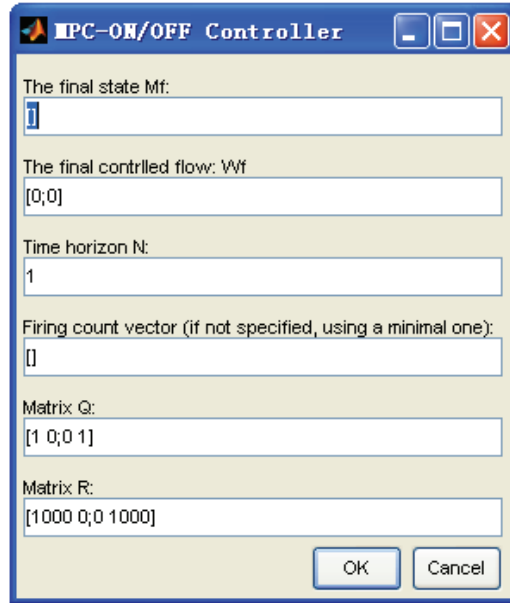 MPC-ON/OFF Controller
The final state Mf:
[]
The final contrlled flow: Wf
[0;0]
Time horizon N:
1
Firing count vector (if not specified, using a minimal one):
[]
Matrix Q:
[1 0;0 1]
Matrix R:
[1000 0;0 1000]
OK Cancel